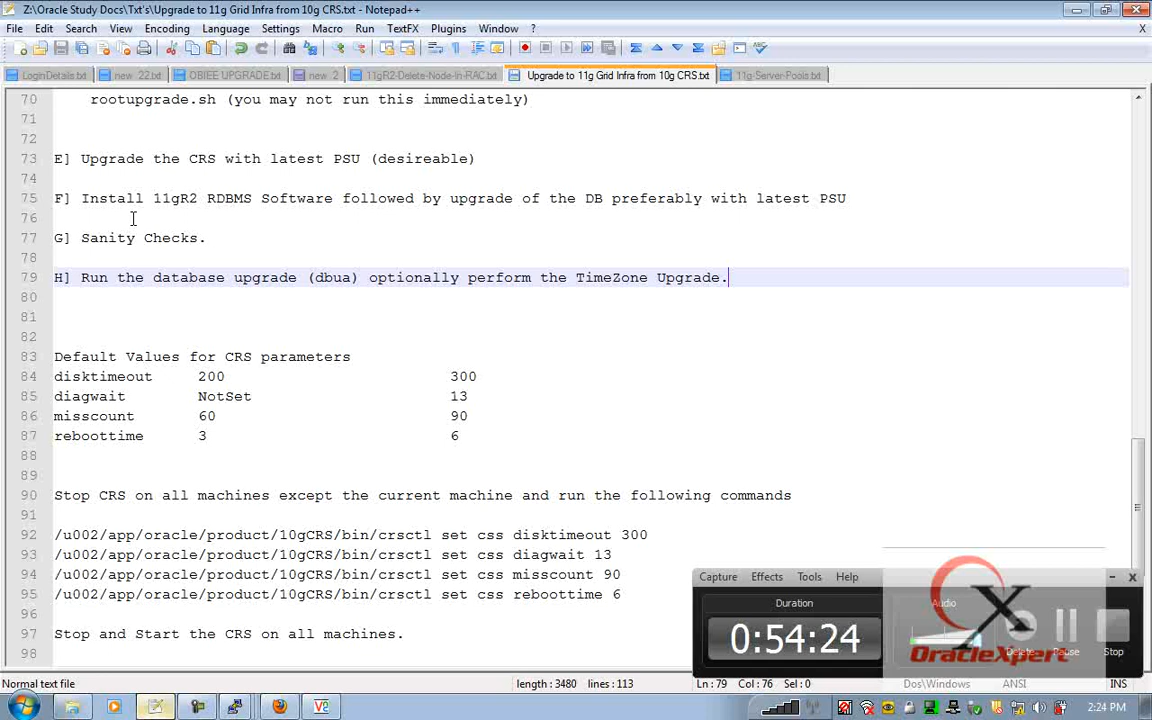 Z:\Oracle Study Docs\Txt's\Upgrade to 11g Grid Infra from 10g CRS.txt - Notepad++
File Edit Search View Encoding Language Settings Macro Run TextFX Plugins Window ? X
LoginDetails.txt new 22.txt OBIEE UPGRADE.txt new 2 11gR2-Delete-Node-In-RAC.txt Upgrade to 11g Grid Infra from 10g CRS.txt 11g-Server-Pools.txt
70 rootupgrade.sh (you may not run this immediately)
71
72
73 E] Upgrade the CRS with latest PSU (desireable)
74
75 F] Install 11gR2 RDBMS Software followed by upgrade of the DB preferably with latest PSU
76
77 G] Sanity Checks.
78
79 H] Run the database upgrade (dbua) optionally perform the TimeZone Upgrade.
80
81
82
83 Default Values for CRS parameters
84 disktimeout 200 300
85 diagwait NotSet 13
86 misscount 60 90
87 reboottime 3 6
88
89
90 Stop CRS on all machines except the current machine and run the following commands
91
92 /u002/app/oracle/product/10gCRS/bin/crsctl set css disktimeout 300
93 /u002/app/oracle/product/10gCRS/bin/crsctl set css diagwait 13
94 /u002/app/oracle/product/10gCRS/bin/crsctl set css misscount 90
95 /u002/app/oracle/product/10gCRS/bin/crsctl set css reboottime 6
96
97 Stop and Start the CRS on all machines.
98
Capture Effects Tools Help
Duration Audio
0:54:24
Delete Pause Stop
OracleXpert
Normal text file length : 3480 lines : 113 Ln : 79 Col : 76 Sel : 0 Dos\Windows ANSI INS
2:24 PM